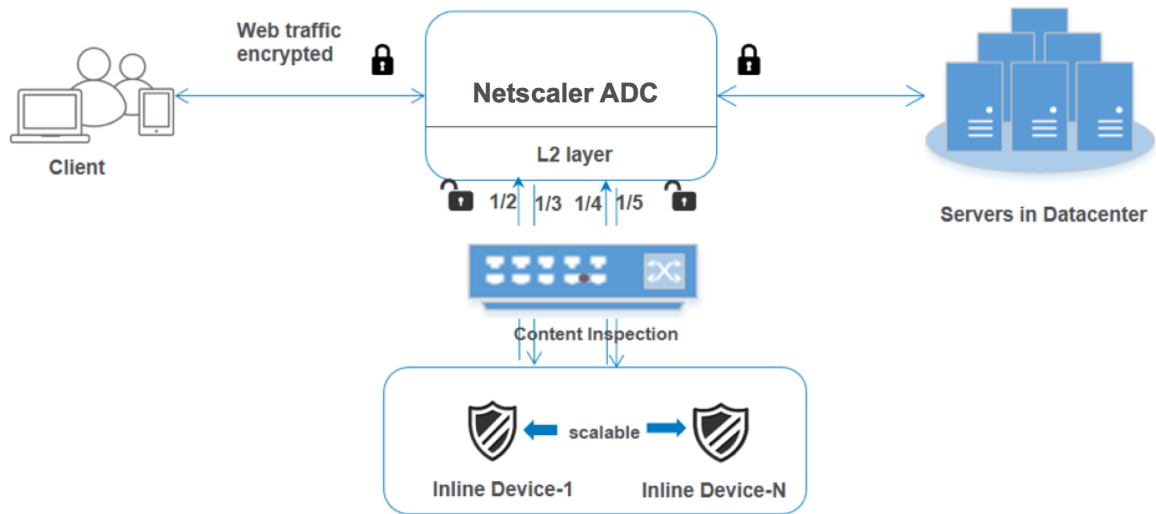 Web traffic
encrypted
Netscaler ADC
L2 layer
Client
1/2 1/3 1/4 1/5
Servers in Datacenter
Content Inspection
scalable
Inline Device-1
Inline Device-N